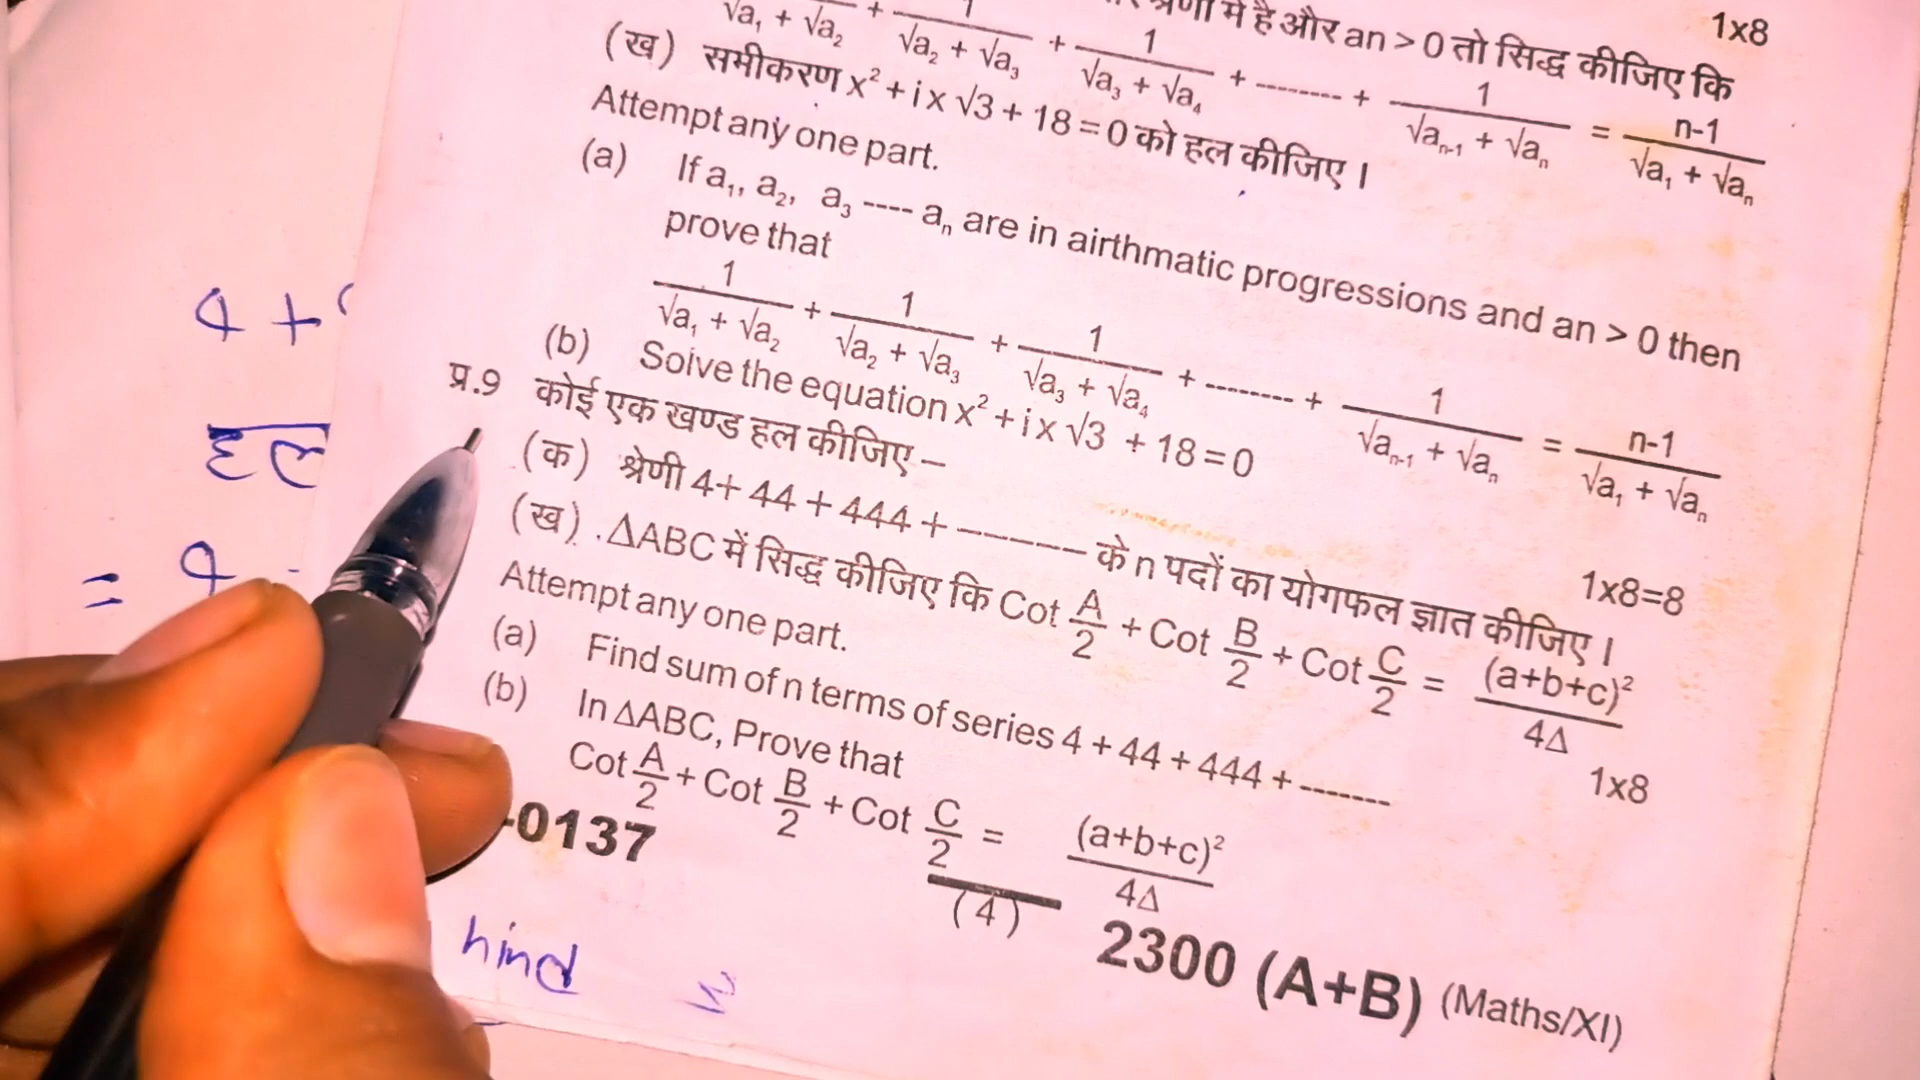 श्रेणी में है और an > 0 तो सिद्ध कीजिए कि 1x8
√a₁ + √a₂ + 1/(√a₂ + √a₃) + 1/(√a₃ + √a₄) + -------- + 1/(√aₙ₋₁ + √aₙ) = n-1/(√a₁ + √aₙ)
(ख) समीकरण x² + i x √3 + 18 = 0 को हल कीजिए ।
Attempt any one part.
(a) If a₁, a₂, a₃ ---- aₙ are in airthmatic progressions and an > 0 then
prove that
1/(√a₁ + √a₂) + 1/(√a₂ + √a₃) + 1/(√a₃ + √a₄) + -------- + 1/(√aₙ₋₁ + √aₙ) = n-1/(√a₁ + √aₙ)
(b) Solve the equation x² + i x √3 + 18 = 0
प्र.9 कोई एक खण्ड हल कीजिए – 1x8=8
(क) श्रेणी 4+ 44 + 444 + ------- के n पदों का योगफल ज्ञात कीजिए ।
(ख) ΔABC में सिद्ध कीजिए कि Cot A/2 + Cot B/2 + Cot C/2 = (a+b+c)²/4Δ
Attempt any one part. 1x8
(a) Find sum of n terms of series 4 + 44 + 444 + -------
(b) In ΔABC, Prove that
Cot A/2 + Cot B/2 + Cot C/2 = (a+b+c)²/4Δ
-0137
(4)
2300 (A+B) (Maths/XI)
4 +
हल
=
hind